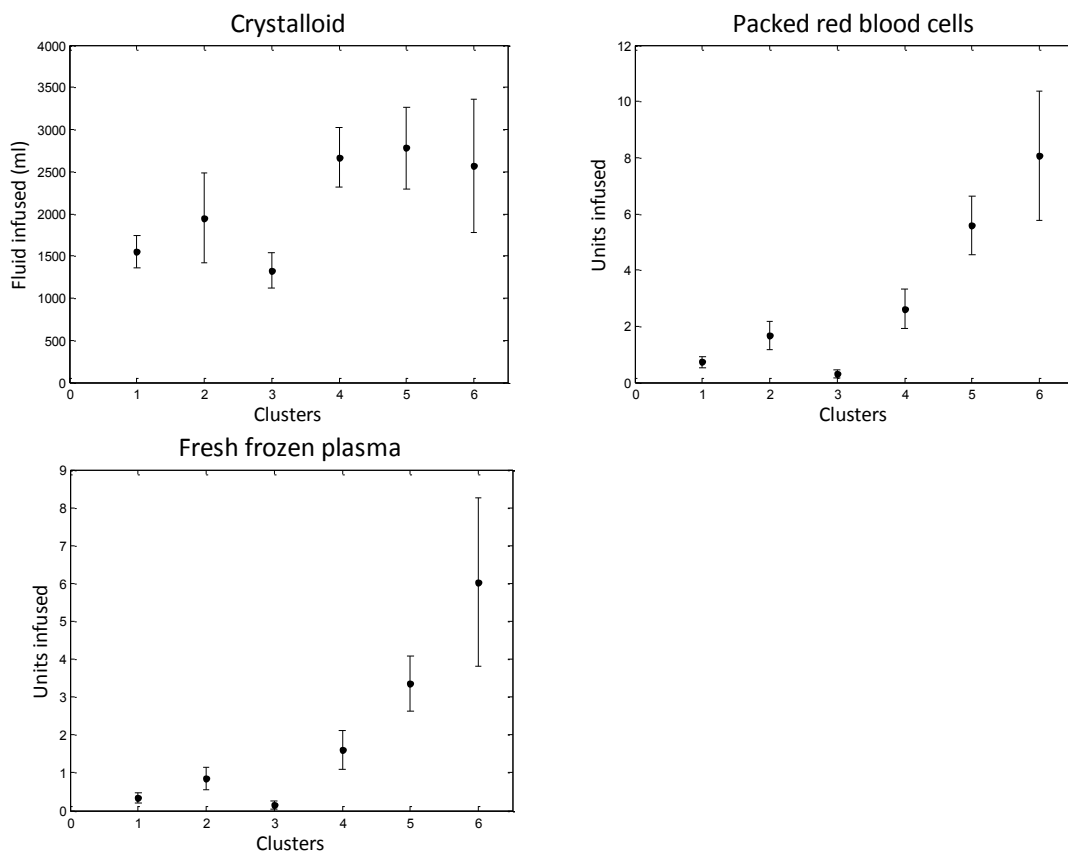 Crystalloid
4000
3500
3000
2500
2000
1500
1000
500
0
Fluid infused (ml)
0 1 2 3 4 5 6
Clusters
Packed red blood cells
12
10
8
6
4
2
0
Units infused
0 1 2 3 4 5 6
Clusters
Fresh frozen plasma
9
8
7
6
5
4
3
2
1
0
Units infused
0 1 2 3 4 5 6
Clusters